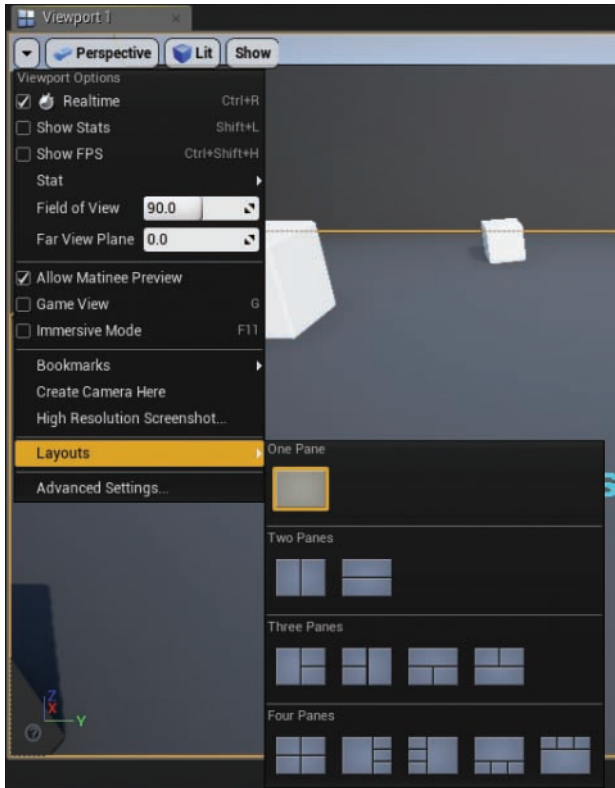 Viewport 1
Perspective Lit Show
Viewport Options
Realtime Ctrl+R
Show Stats Shift+L
Show FPS Ctrl+Shift+H
Stat
Field of View 90.0
Far View Plane 0.0
Allow Matinee Preview
Game View G
Immersive Mode F11
Bookmarks
Create Camera Here
High Resolution Screenshot...
Layouts
Advanced Settings...
One Pane
Two Panes
Three Panes
Four Panes
Z
X
Y
?